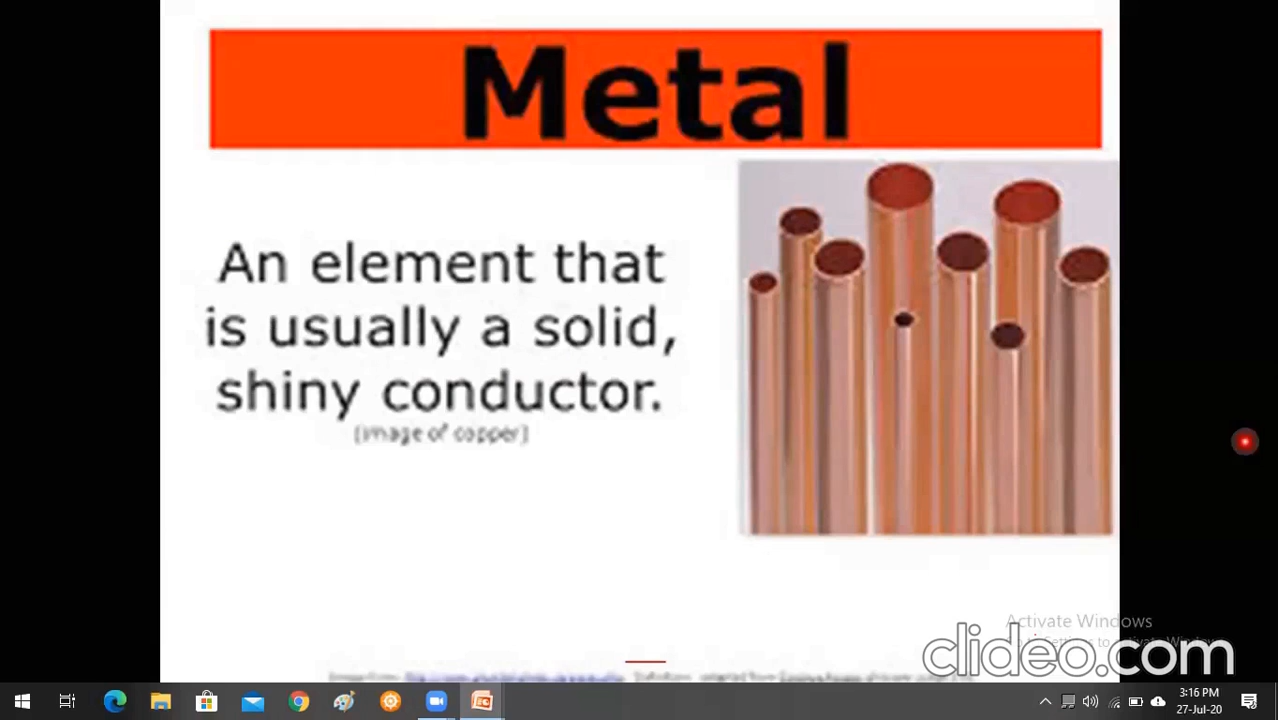 Metal
An element that
is usually a solid,
shiny conductor.
(image of copper)
Activate Windows
clideo.com
3:16 PM
27-Jul-20